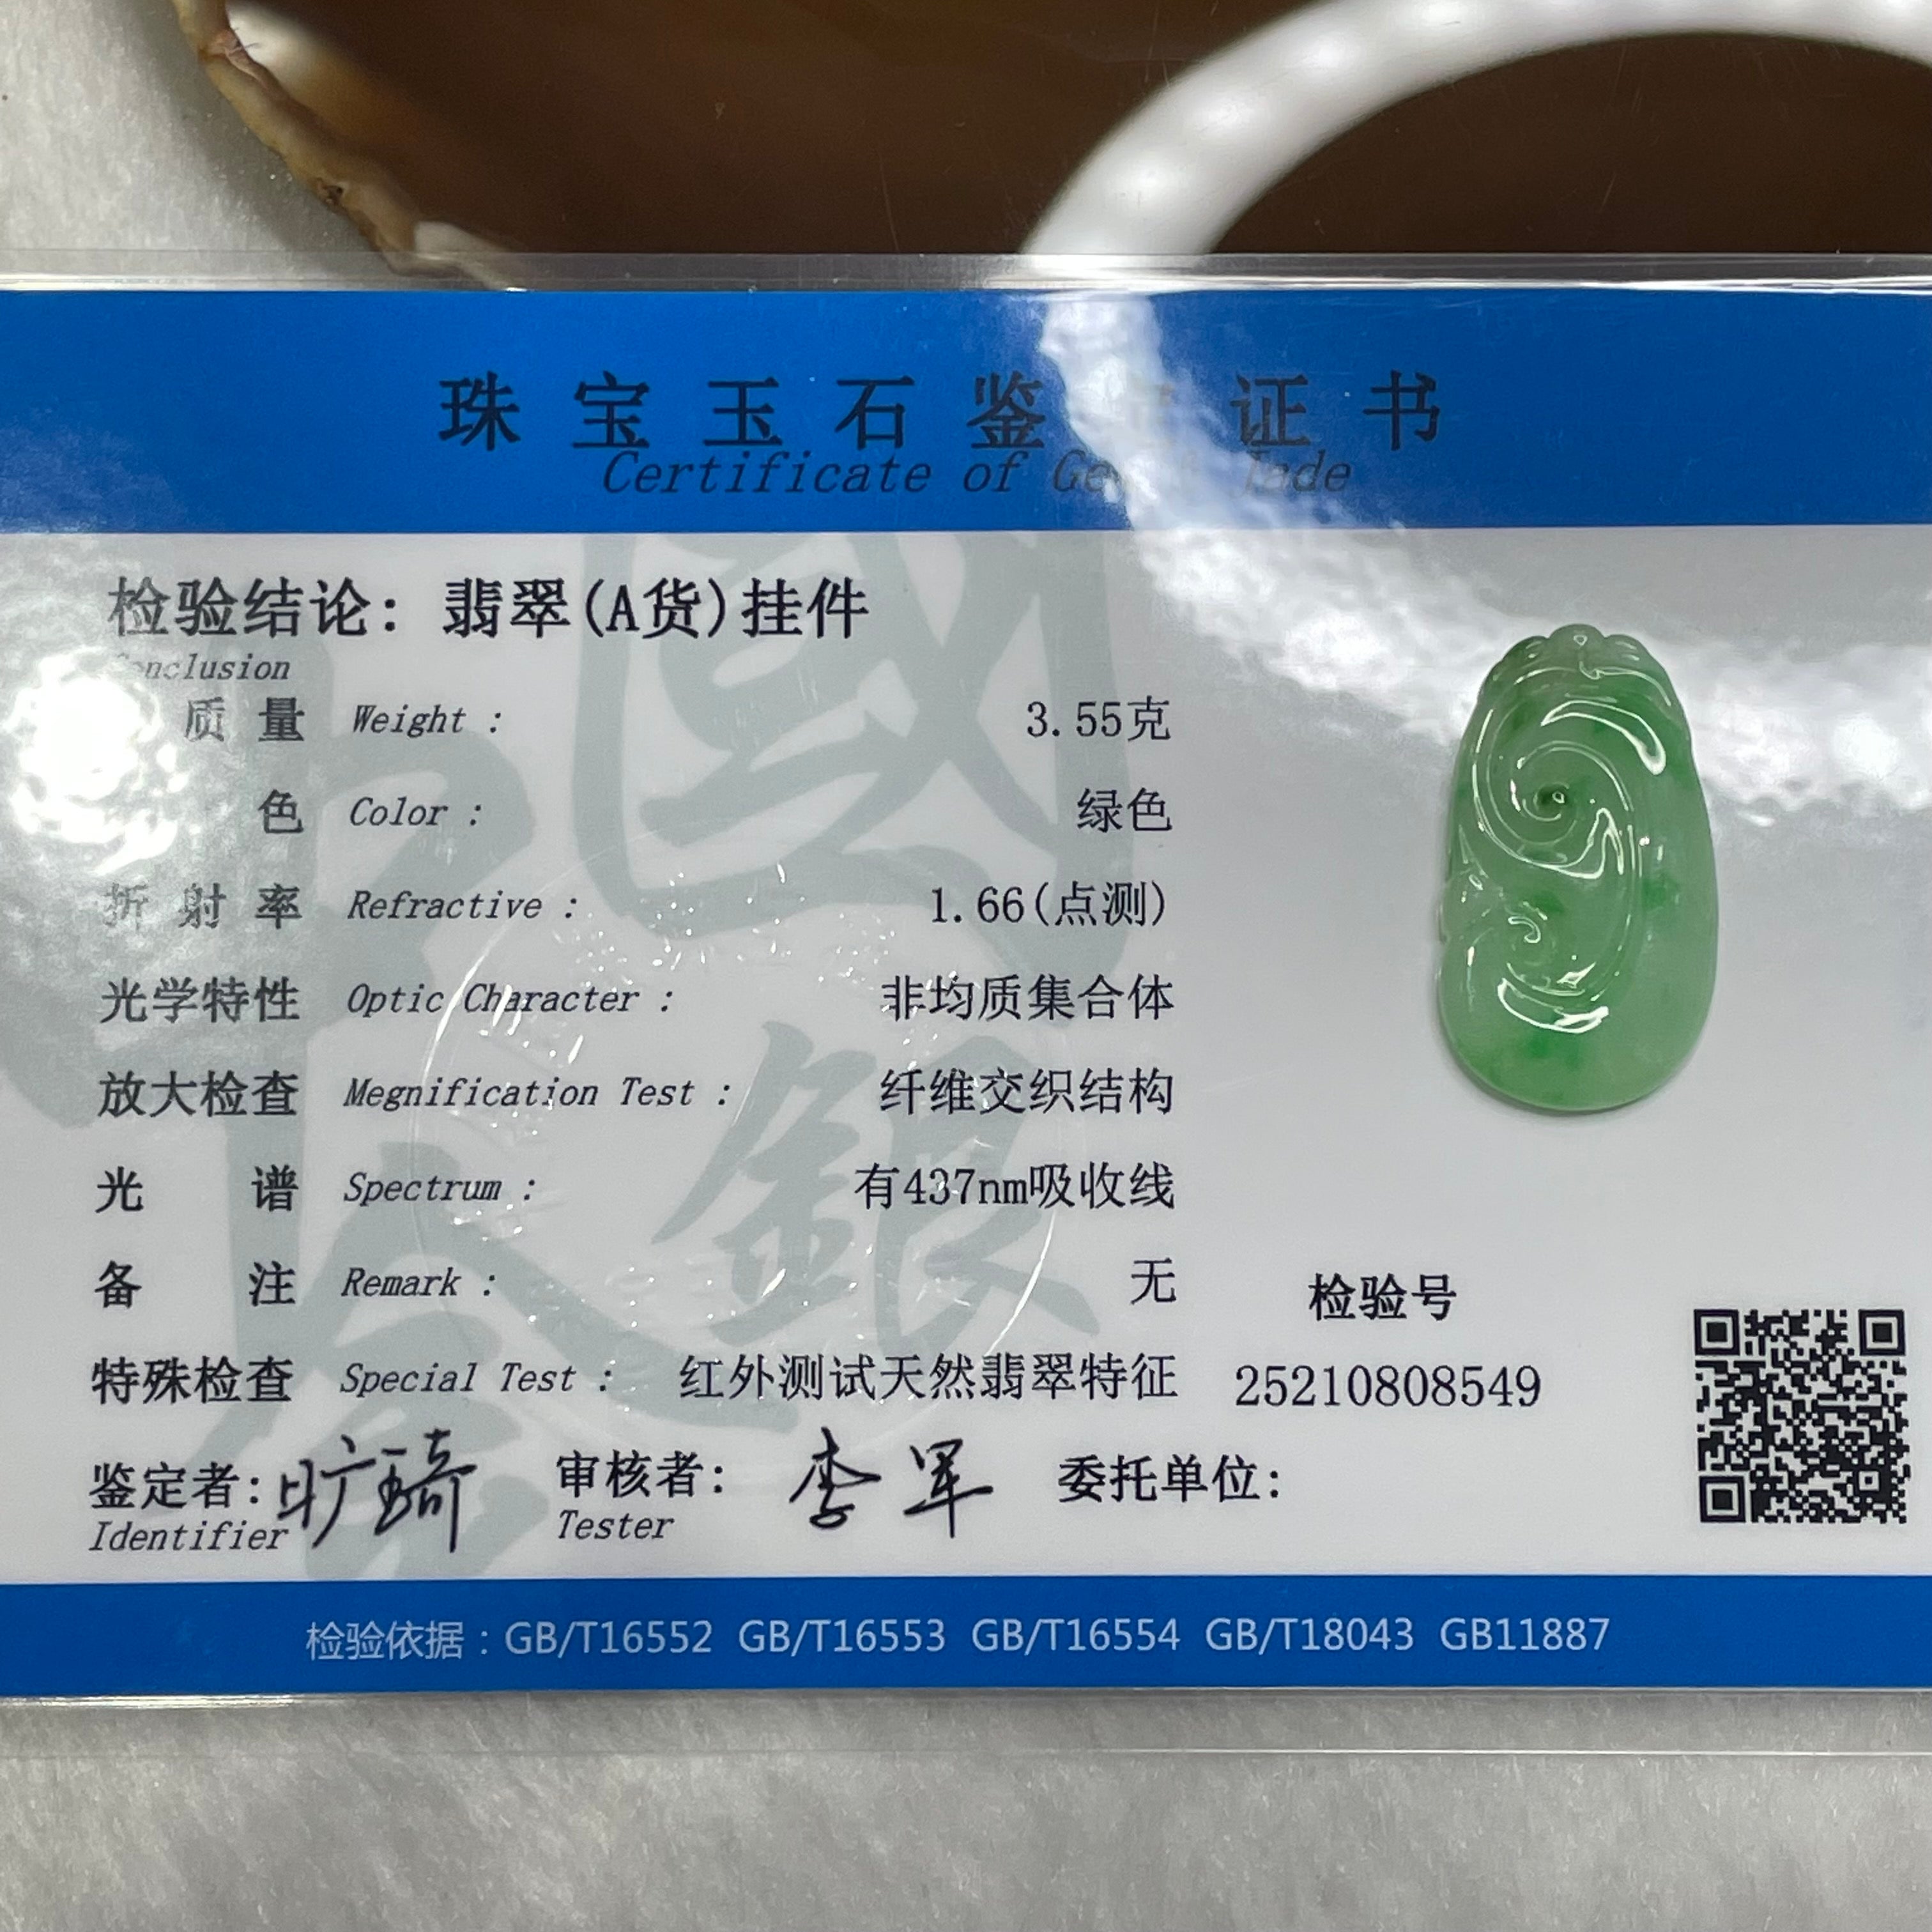 珠宝玉石鉴 证书
Certificate of Jade
检验结论: 翡翠(A货)挂件
质量 Weight : 3.55克
色 Color : 绿色
折射率 Refractive : 1.66(点测)
光学特性 Optic Character : 非均质集合体
放大检查 Megnification Test : 纤维交织结构
光谱 Spectrum : 有437nm吸收线
备注 Remark : 无
检验号
特殊检查 Special Test : 红外测试天然翡翠特征 25210808549
鉴定者: 旷琦 审核者: 李军 委托单位:
Identifier Tester
检验依据:GB/T16552 GB/T16553 GB/T16554 GB/T18043 GB11887